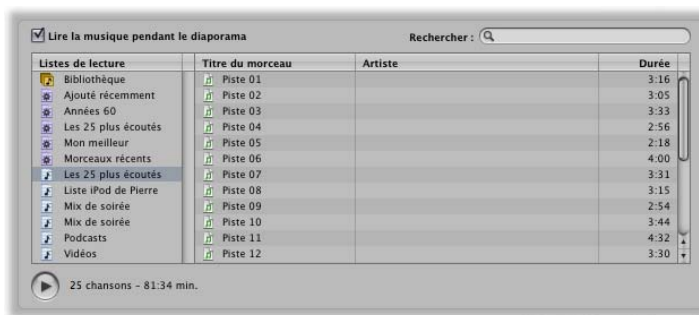 Lire la musique pendant le diaporama Rechercher :
Listes de lecture Titre du morceau Artiste Durée
Bibliothèque Piste 01 3:16
Ajouté récemment Piste 02 3:05
Années 60 Piste 03 3:33
Les 25 plus écoutés Piste 04 2:56
Mon meilleur Piste 05 2:18
Morceaux récents Piste 06 4:00
Les 25 plus écoutés Piste 07 3:31
Liste iPod de Pierre Piste 08 3:15
Mix de soirée Piste 09 2:54
Mix de soirée Piste 10 3:44
Podcasts Piste 11 4:32
Vidéos Piste 12 3:30
25 chansons – 81:34 min.